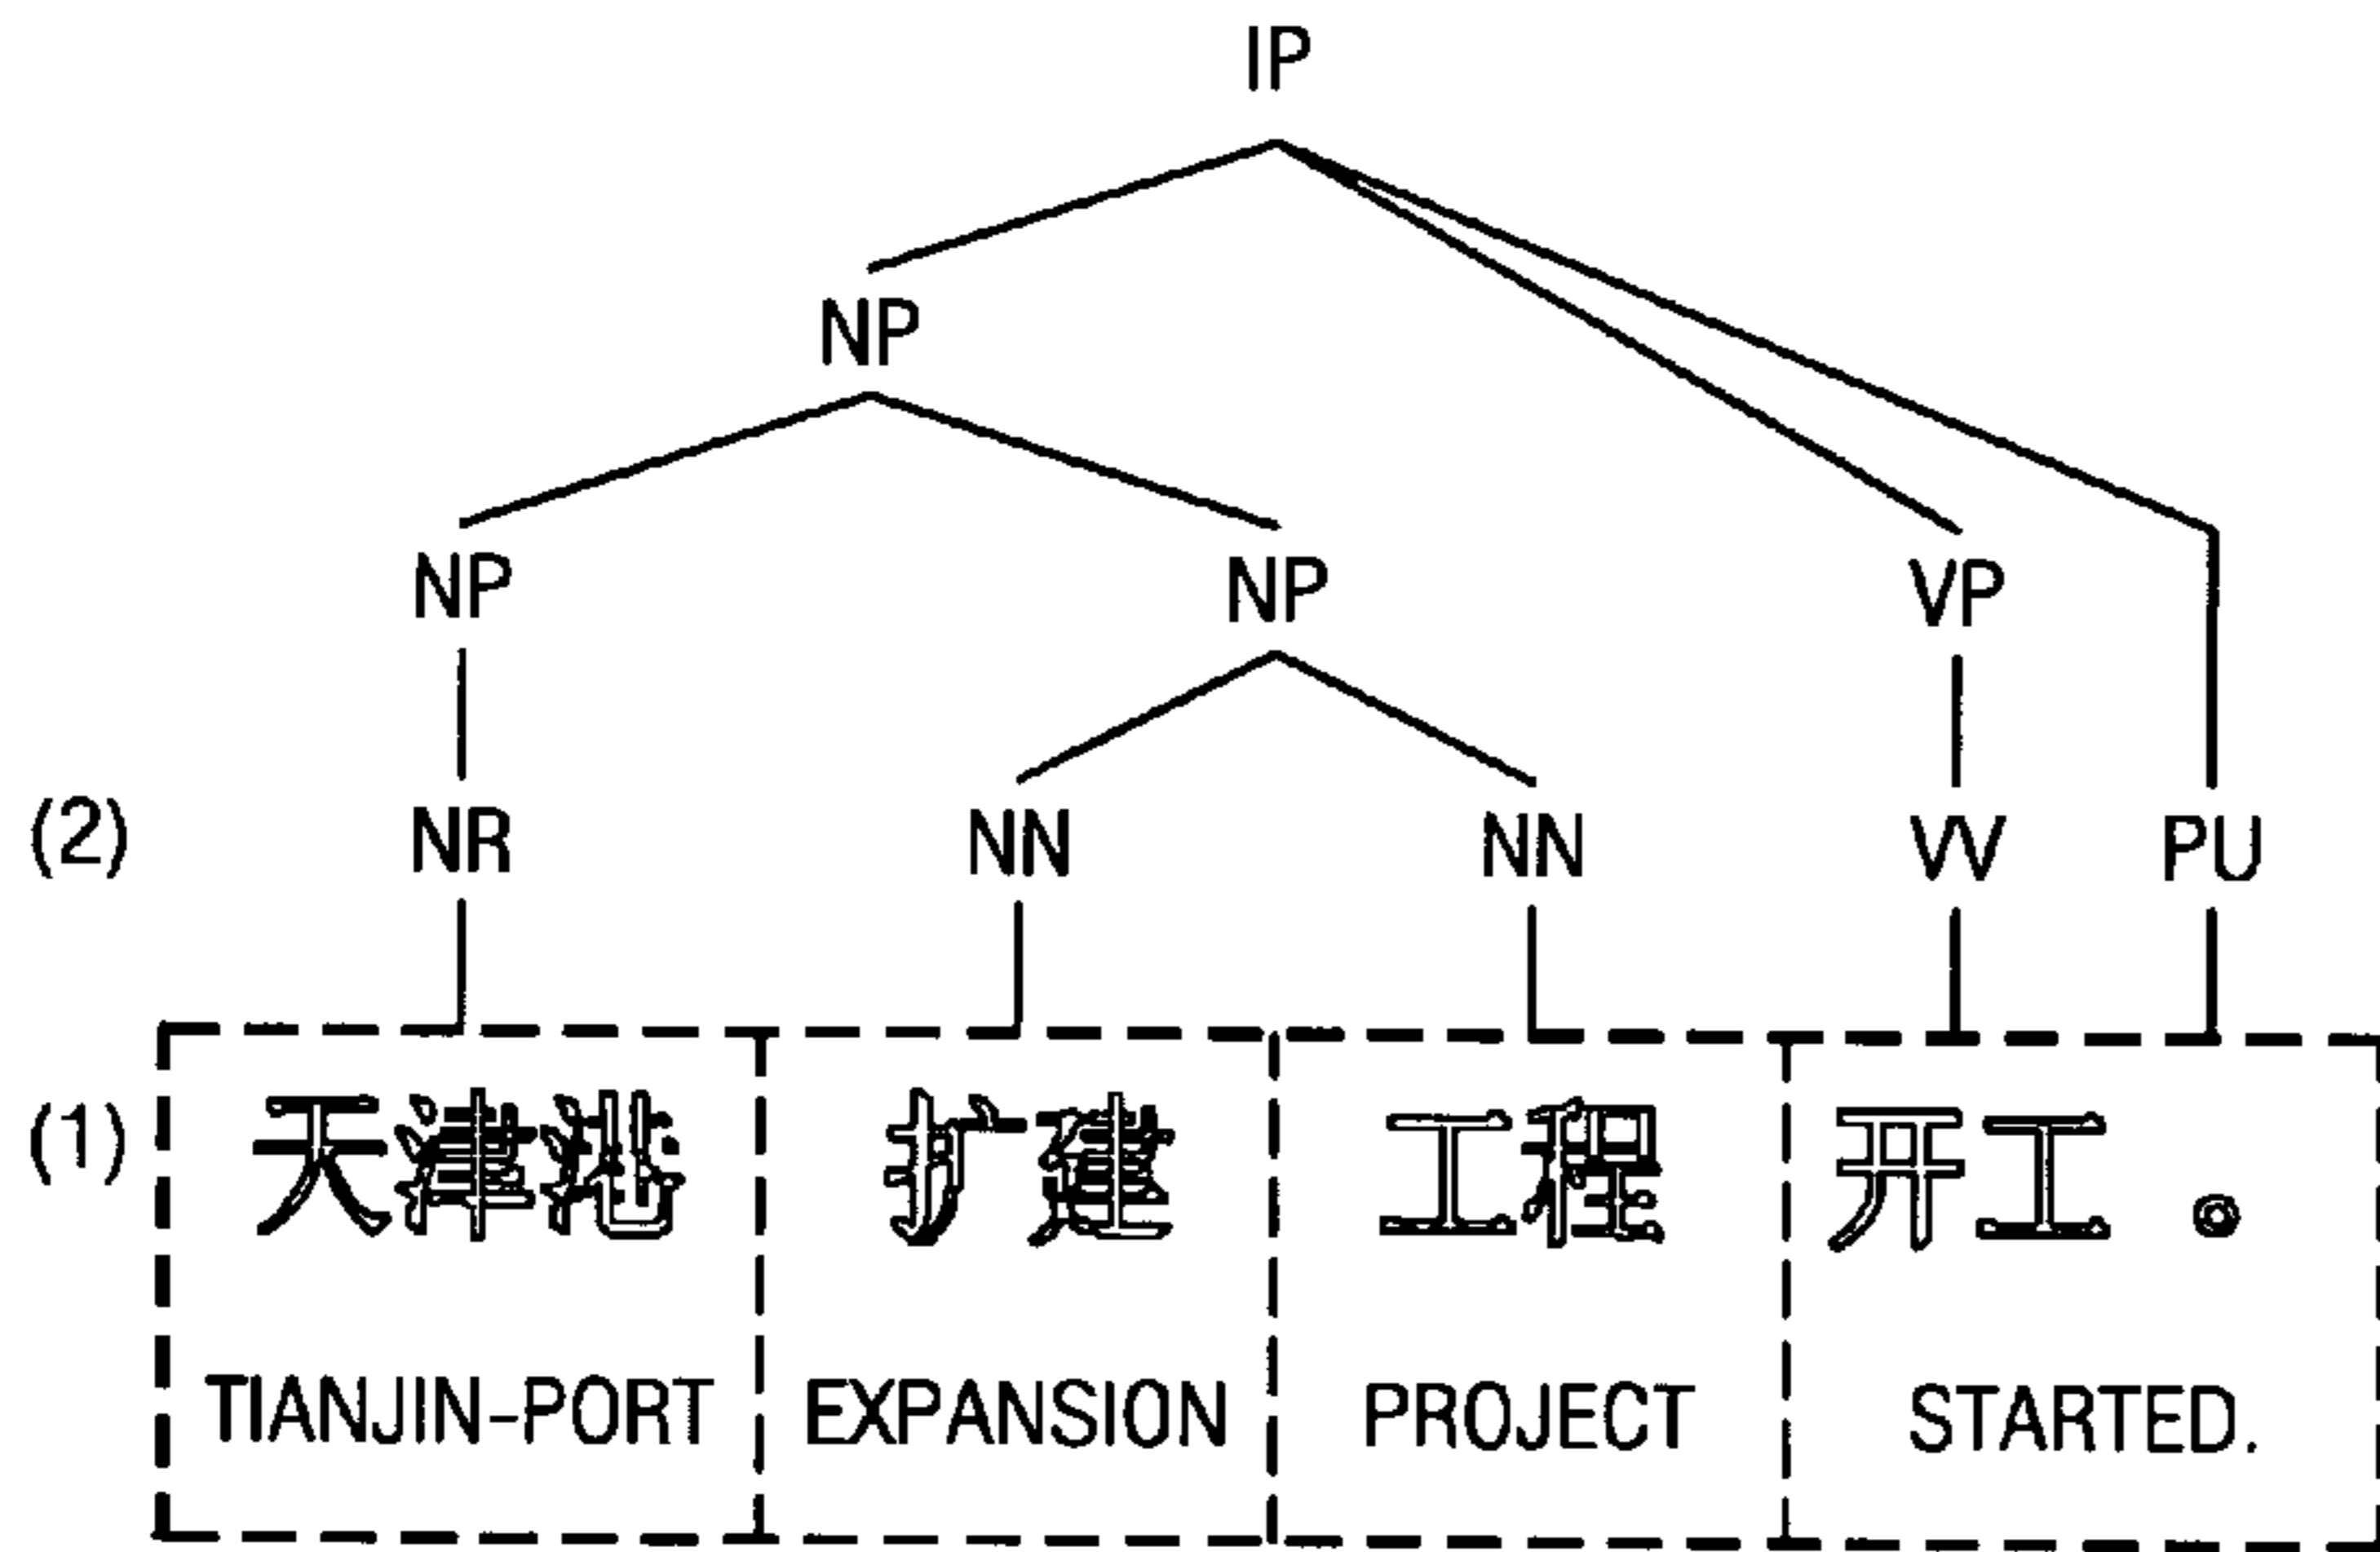 IP
NP
NP NP VP
(2) NR NN NN VV PU
(1) 天津港 扩建 工程 开工 。
TIANJIN-PORT EXPANSION PROJECT STARTED.